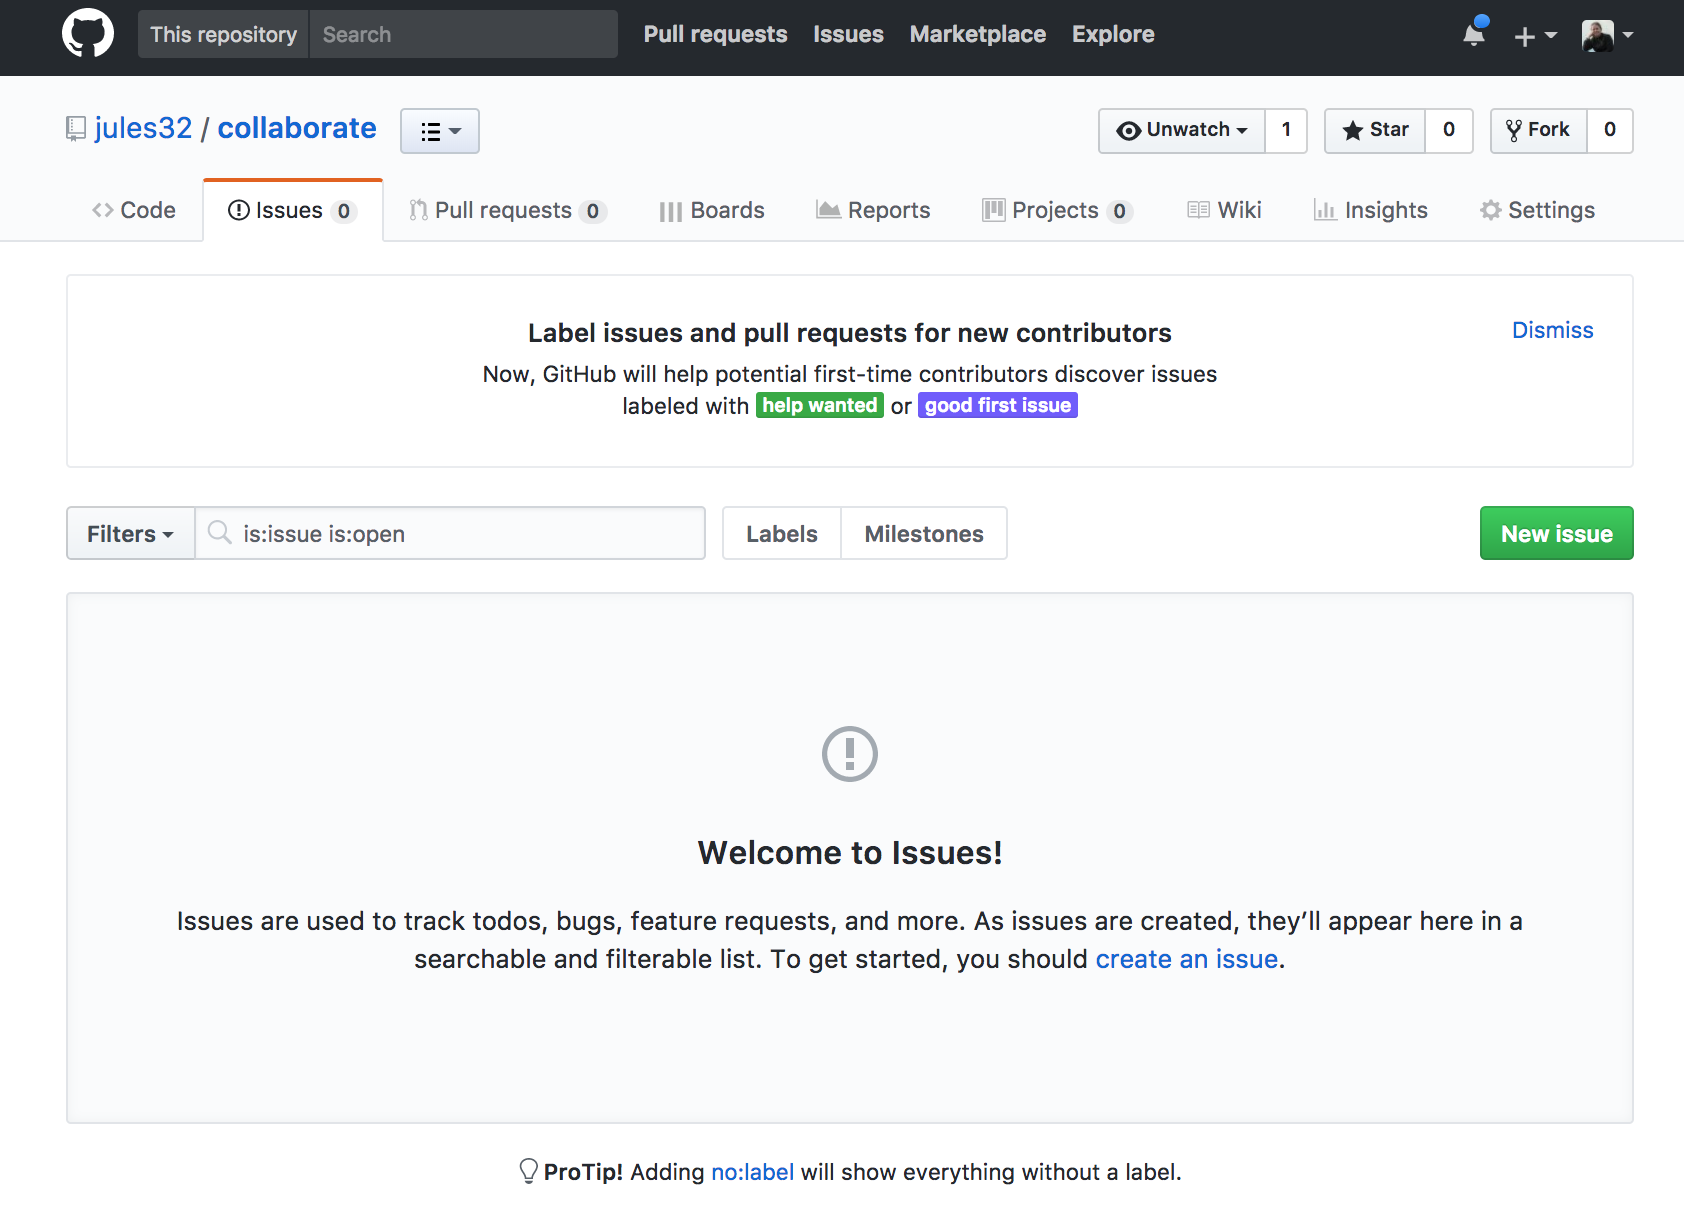 This repository Search Pull requests Issues Marketplace Explore
jules32 / collaborate Unwatch 1 Star 0 Fork 0
Code Issues 0 Pull requests 0 Boards Reports Projects 0 Wiki Insights Settings
Label issues and pull requests for new contributors
Dismiss
Now, GitHub will help potential first-time contributors discover issues
labeled with help wanted or good first issue
Filters is:issue is:open Labels Milestones New issue
Welcome to Issues!
Issues are used to track todos, bugs, feature requests, and more. As issues are created, they’ll appear here in a
searchable and filterable list. To get started, you should create an issue.
ProTip! Adding no:label will show everything without a label.